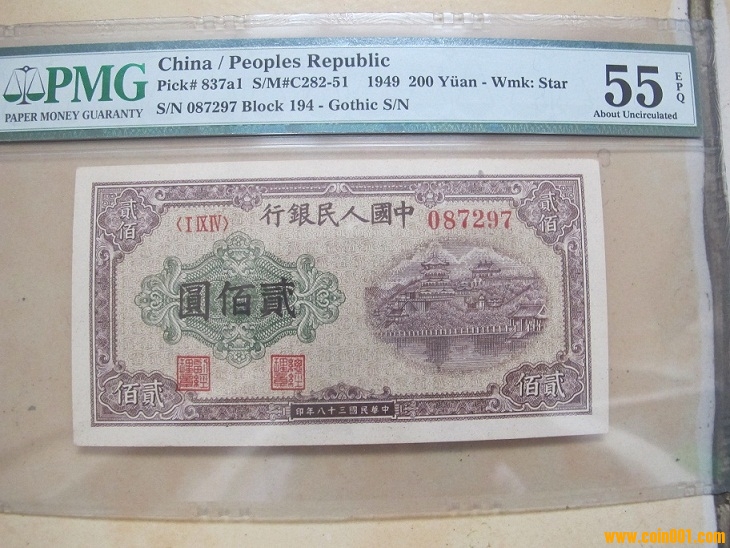 PMG
PAPER MONEY GUARANTY
China / Peoples Republic
Pick# 837a1 S/M#C282-51 1949 200 Yüan - Wmk: Star
S/N 087297 Block 194 - Gothic S/N
55
EPQ
About Uncirculated
貳佰
貳佰
行銀民人國中
〈I IX IV〉
087297
圓佰貳
佰貳
佰貳
印年八十三國民華中
www.coin001.com